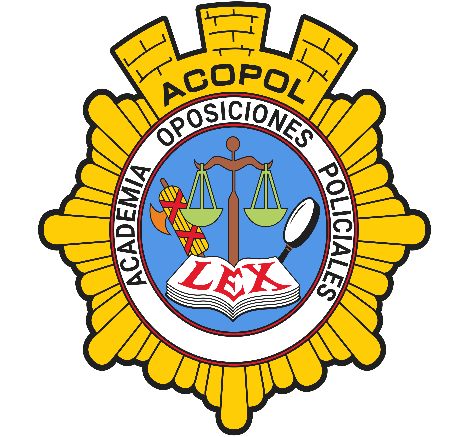 ACOPOL
ACADEMIA OPOSICIONES POLICIALES
LEX